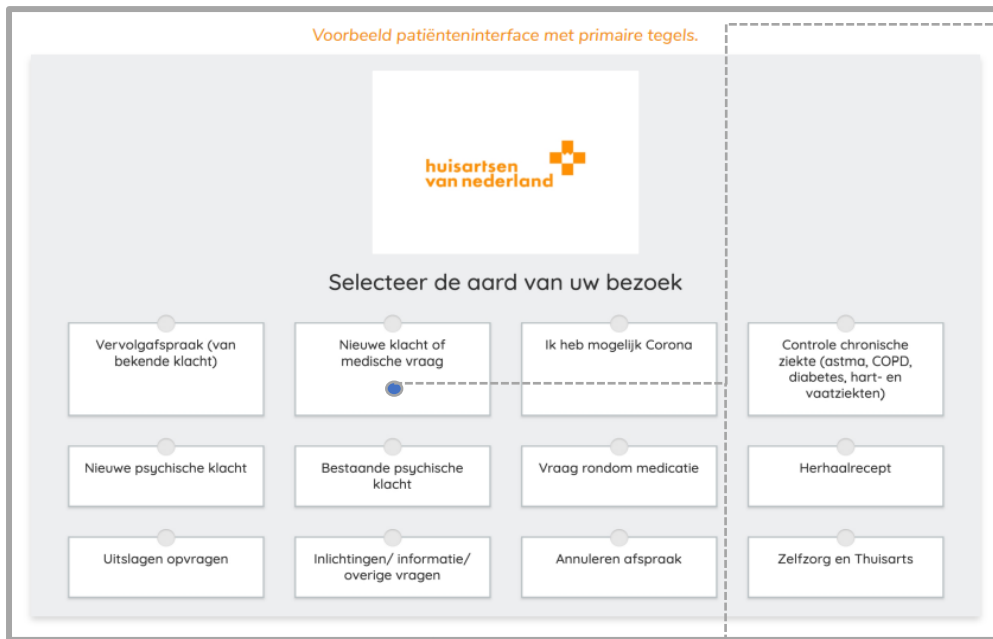 Voorbeeld patiënteninterface met primaire tegels.
huisartsen
van nederland
Selecteer de aard van uw bezoek
Vervolgafspraak (van
bekende klacht)
Nieuwe klacht of
medische vraag
Ik heb mogelijk Corona
Controle chronische
ziekte (astma, COPD,
diabetes, hart- en
vaatziekten)
Nieuwe psychische klacht
Bestaande psychische
klacht
Vraag rondom medicatie
Herhaalrecept
Uitslagen opvragen
Inlichtingen/ informatie/
overige vragen
Annuleren afspraak
Zelfzorg en Thuisarts